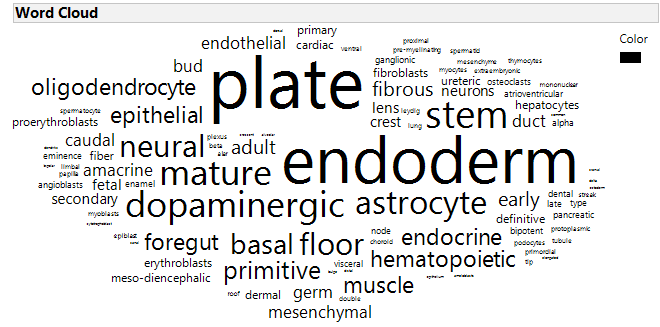 Word Cloud
Color
primary
endothelial cardiac ventral proximal
pre-myelinating spermatid
bud plate ganglionic mesenchyme thymocytes
fibroblasts myocytes extraembryonic
oligodendrocyte fibrous ureteric osteoclasts mononuclear
neurons atrioventricular
spermatocyte epithelial lens leydig stem hepatocytes
proerythroblasts crest lung duct alpha
caudal neural plexus
beta adult
alar
eminence fiber endoderm
limbal amacrine mature
papilla
angioblasts fetal enamel
secondary dopaminergic astrocyte early dental streak
late type
myoblasts definitive pancreatic
epiblast foregut basal floor node endocrine bipotent protoplasmic
choroid podocytes tubule
erythroblasts visceral hematopoietic primordial
meso-diencephalic primitive tip
muscle
roof dermal germ double
mesenchymal